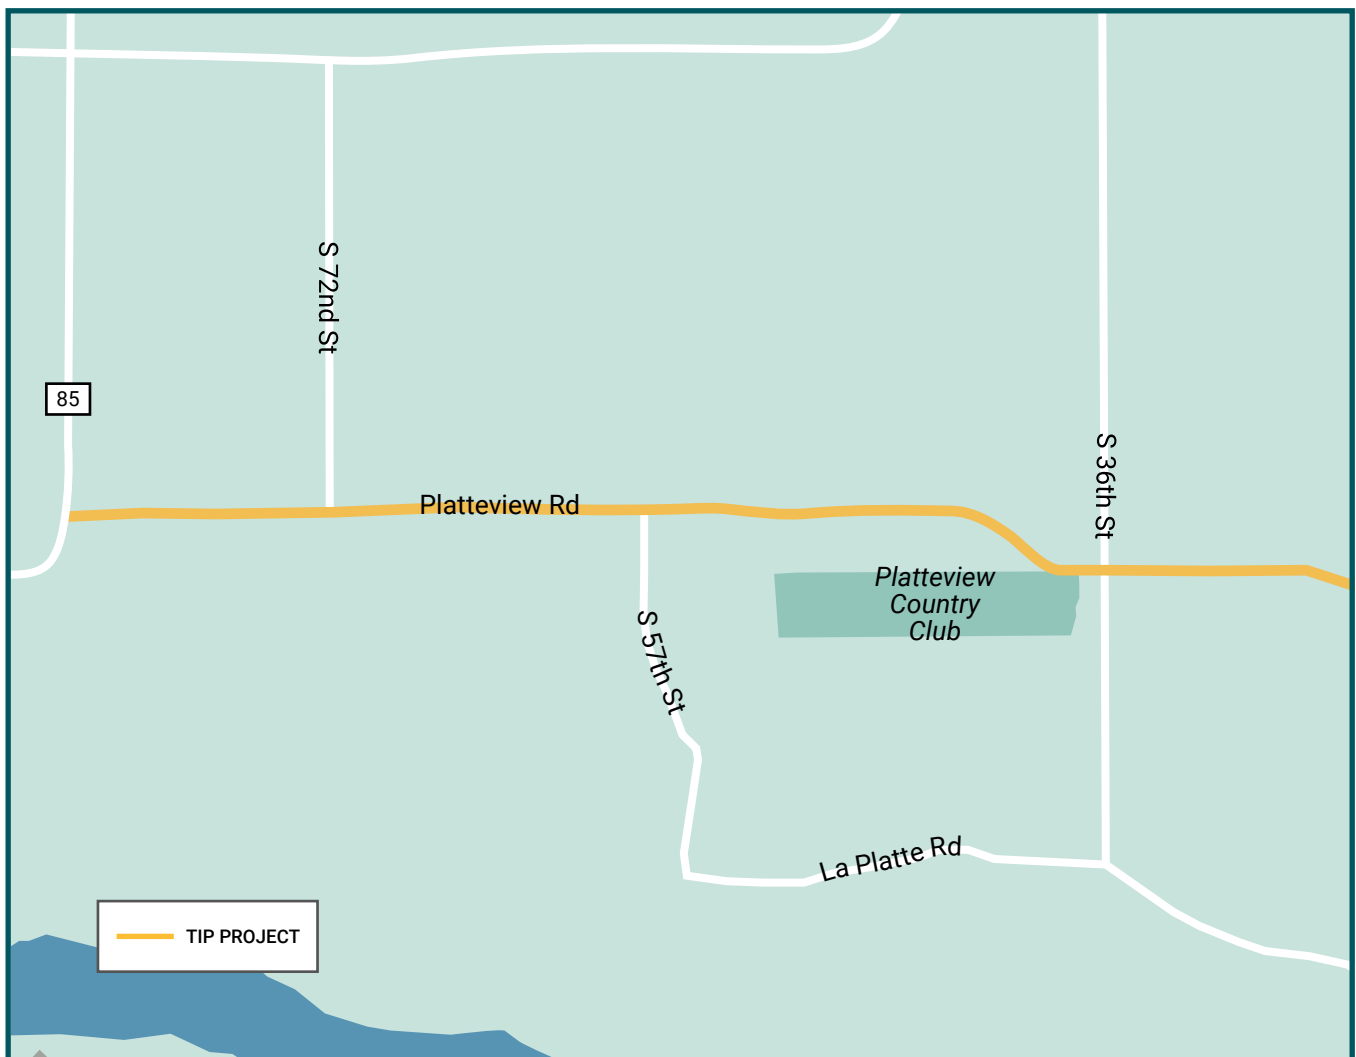 S 72nd St
85
S 36th St
Platteview Rd
Platteview
Country
Club
S 57th St
La Platte Rd
TIP PROJECT